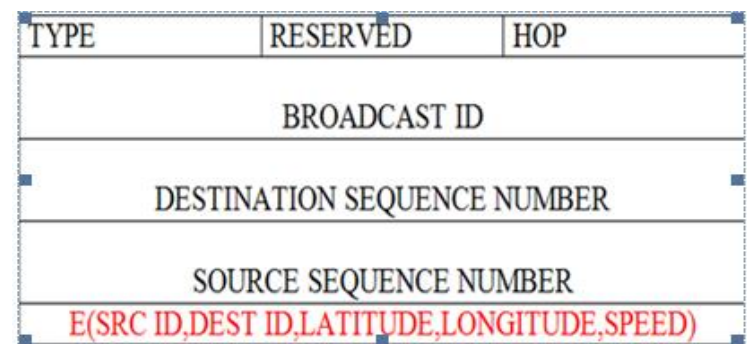 TYPE RESERVED HOP
BROADCAST ID
DESTINATION SEQUENCE NUMBER
SOURCE SEQUENCE NUMBER
E(SRC ID,DEST ID,LATITUDE,LONGITUDE,SPEED)